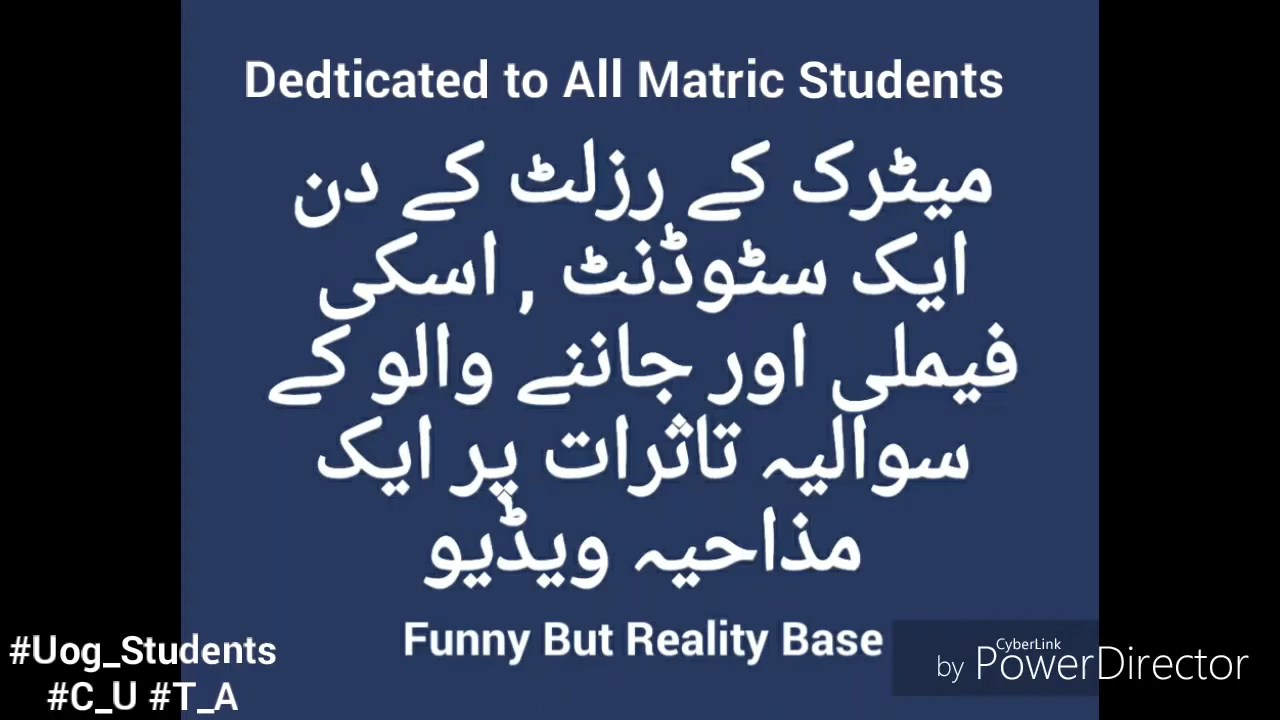 Dedticated to All Matric Students
میٹرک کے رزلٹ کے دن
ایک سٹوڈنٹ , اسکی
فیملی اور جاننے والو کے
سوالیہ تاثرات پر ایک
مذاحیہ ویڈیو
Funny But Reality Base
#Uog_Students
#C_U #T_A
CyberLink
by PowerDirector